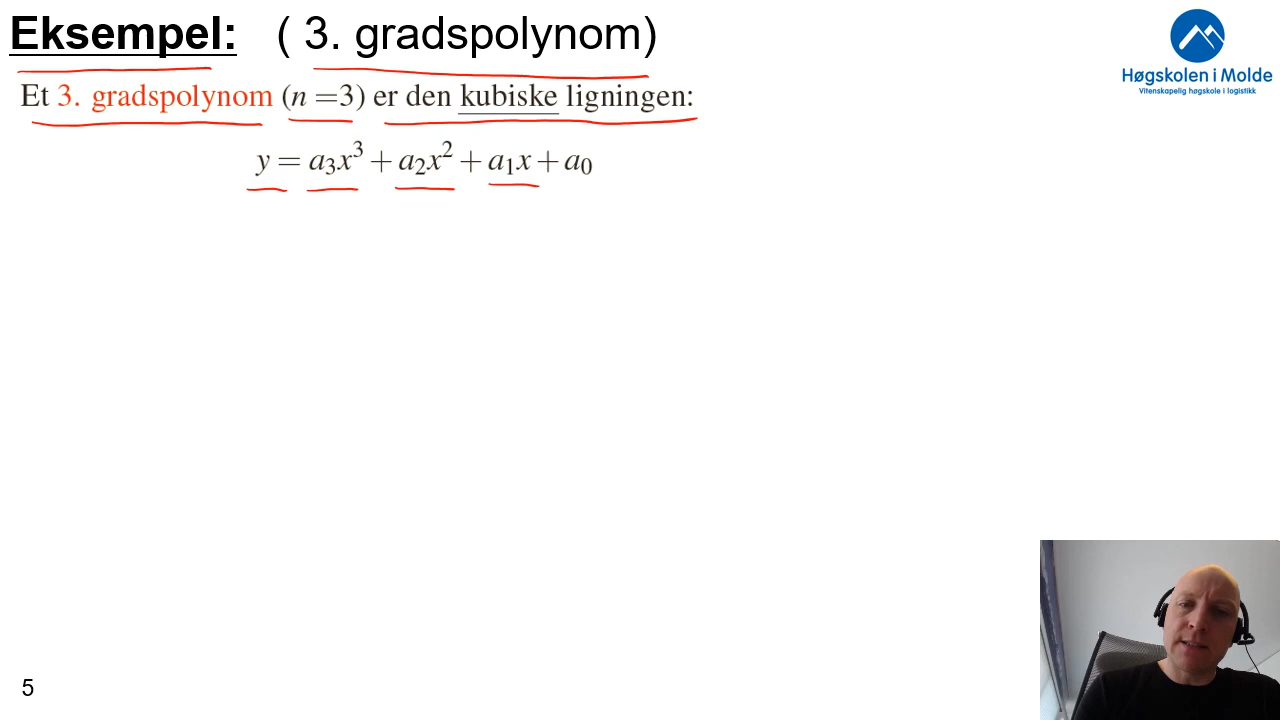 Eksempel: ( 3. gradspolynom)
Høgskolen i Molde
Vitenskapelig høgskole i logistikk
Et 3. gradspolynom (n =3) er den kubiske ligningen:
y = a₃x³ + a₂x² + a₁x + a₀
5